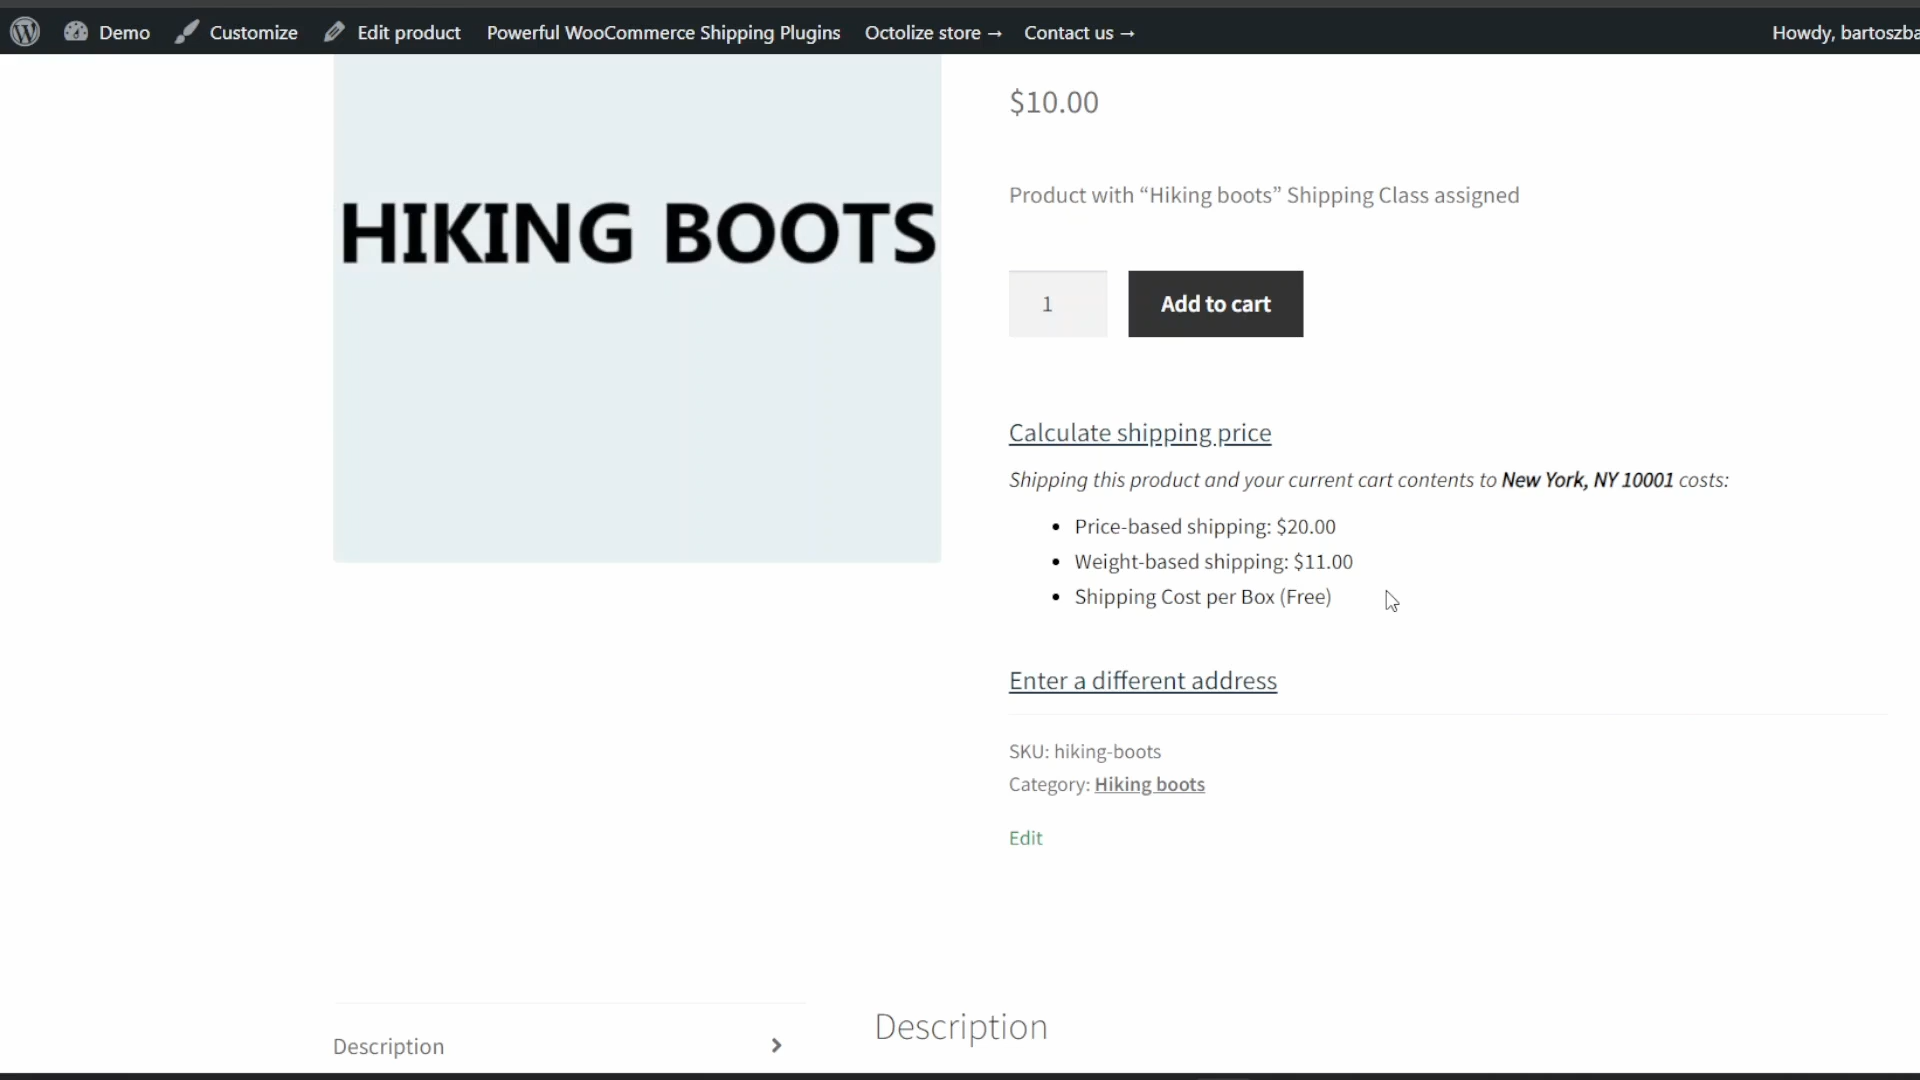 Demo Customize Edit product Powerful WooCommerce Shipping Plugins Octolize store → Contact us → Howdy, bartoszba
$10.00
HIKING BOOTS
Product with “Hiking boots” Shipping Class assigned
1 Add to cart
Calculate shipping price
Shipping this product and your current cart contents to New York, NY 10001 costs:
• Price-based shipping: $20.00
• Weight-based shipping: $11.00
• Shipping Cost per Box (Free)
Enter a different address
SKU: hiking-boots
Category: Hiking boots
Edit
Description
Description